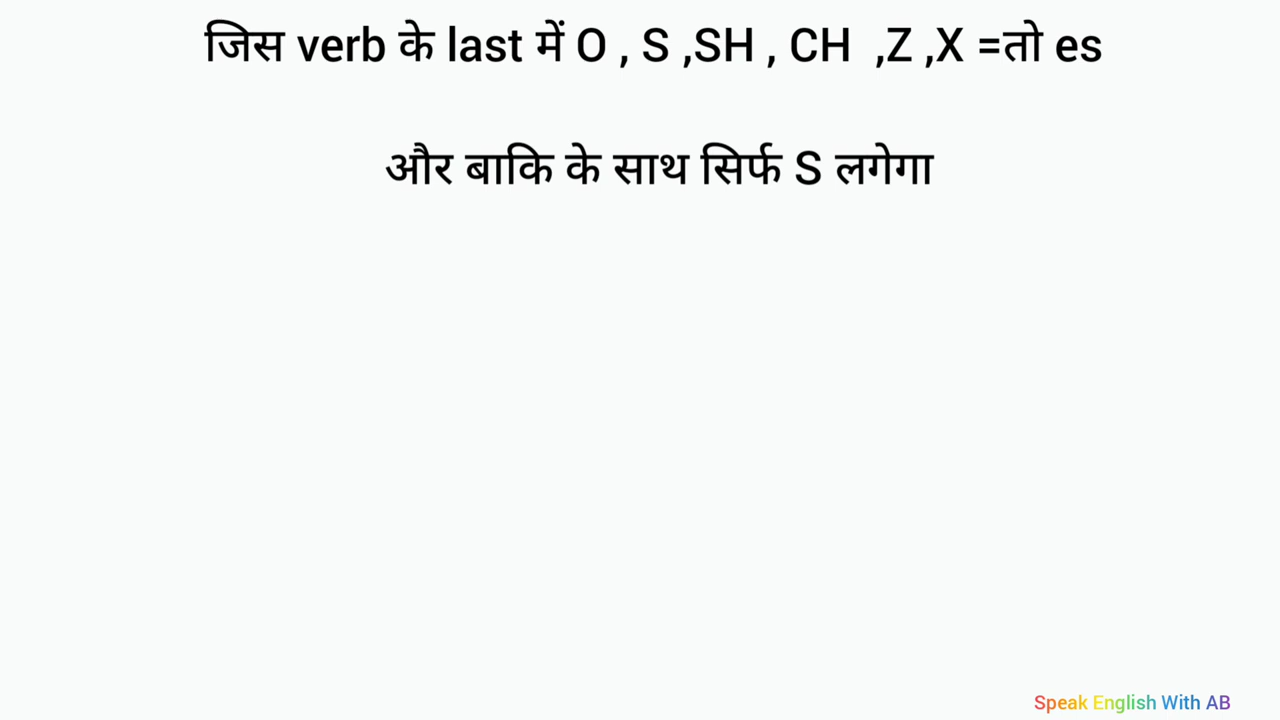 जिस verb के last में O , S ,SH , CH ,Z ,X =तो es
और बाकि के साथ सिर्फ S लगेगा
Speak English With AB